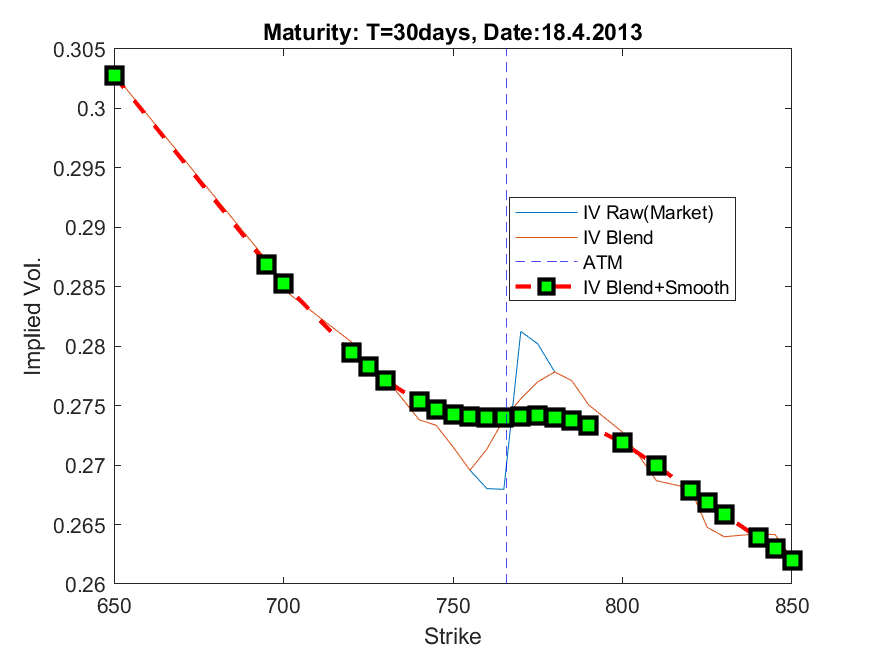 Maturity: T=30days, Date:18.4.2013
0.305
0.3
0.295
0.29
0.285
0.28
0.275
0.27
0.265
0.26
Implied Vol.
IV Raw(Market)
IV Blend
ATM
IV Blend+Smooth
650
700
750
800
850
Strike